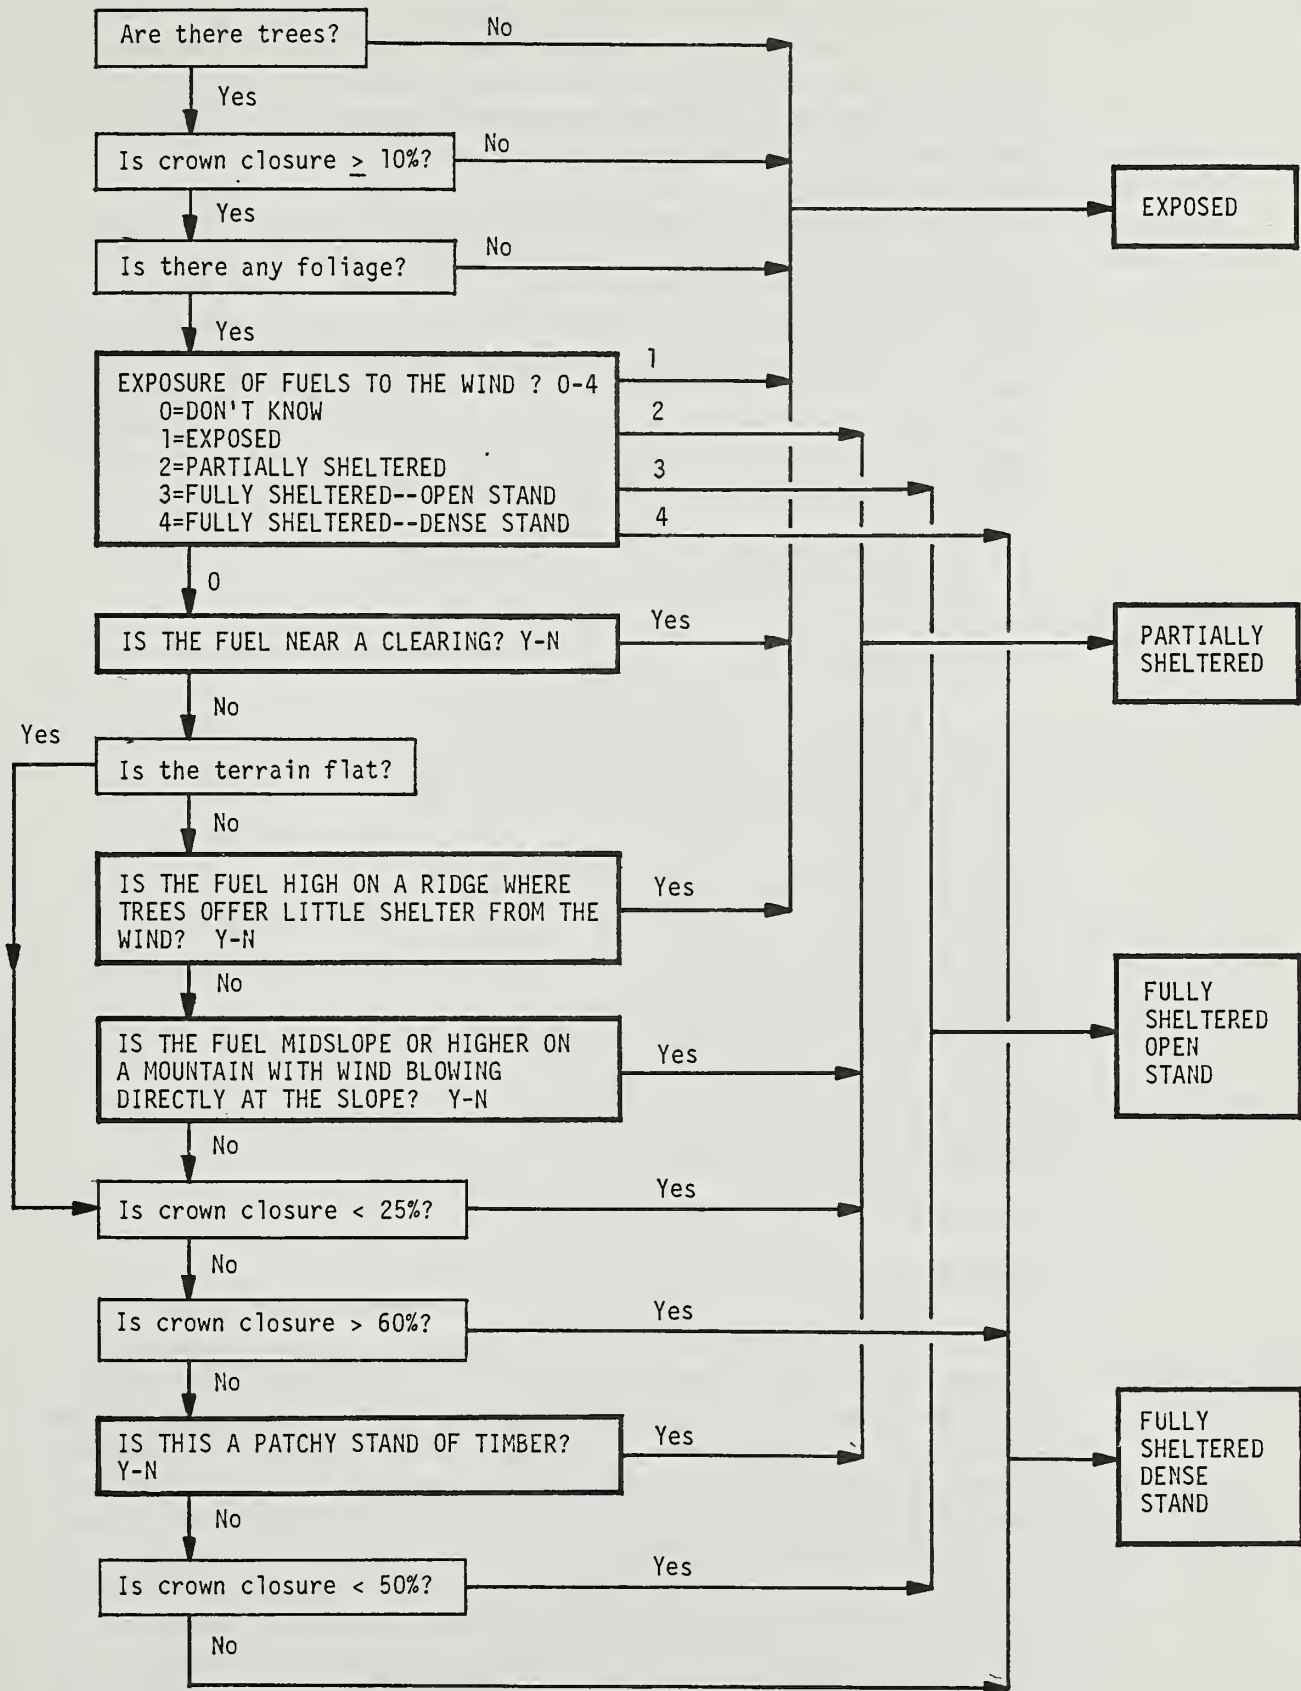 Are there trees?
No
Yes
Is crown closure ≥ 10%?
No
Yes
EXPOSED
Is there any foliage?
No
Yes
EXPOSURE OF FUELS TO THE WIND ? 0-4
0=DON'T KNOW
1=EXPOSED
2=PARTIALLY SHELTERED
3=FULLY SHELTERED--OPEN STAND
4=FULLY SHELTERED--DENSE STAND
1
2
3
4
0
IS THE FUEL NEAR A CLEARING? Y-N
Yes
PARTIALLY
SHELTERED
No
Yes
Is the terrain flat?
No
IS THE FUEL HIGH ON A RIDGE WHERE
TREES OFFER LITTLE SHELTER FROM THE
WIND? Y-N
Yes
No
FULLY
SHELTERED
OPEN
STAND
IS THE FUEL MIDSLOPE OR HIGHER ON
A MOUNTAIN WITH WIND BLOWING
DIRECTLY AT THE SLOPE? Y-N
Yes
No
Is crown closure < 25%?
Yes
No
Is crown closure > 60%?
Yes
No
IS THIS A PATCHY STAND OF TIMBER?
Y-N
Yes
FULLY
SHELTERED
DENSE
STAND
No
Is crown closure < 50%?
Yes
No